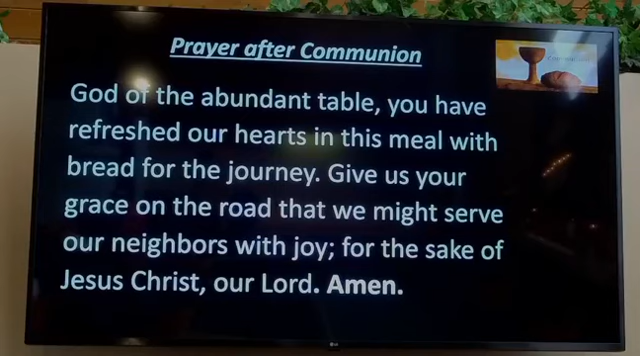 Prayer after Communion
God of the abundant table, you have
refreshed our hearts in this meal with
bread for the journey. Give us your
grace on the road that we might serve
our neighbors with joy; for the sake of
Jesus Christ, our Lord. Amen.
LG